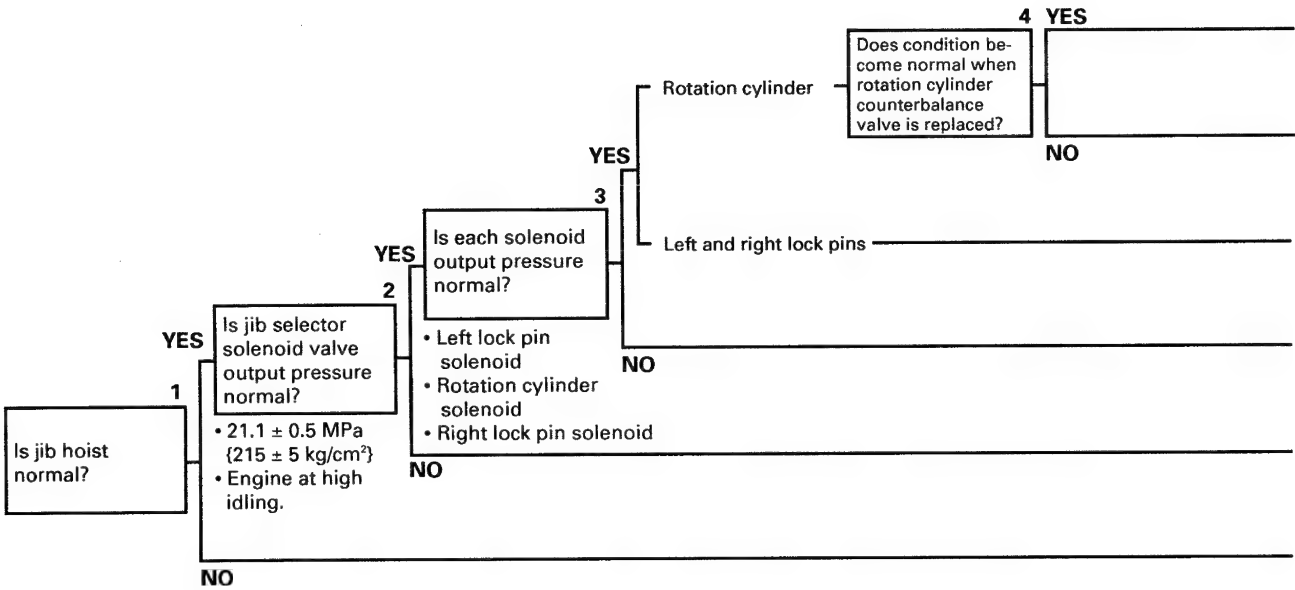 1
Is jib hoist
normal?
YES
NO
2
Is jib selector
solenoid valve
output pressure
normal?
• 21.1 ± 0.5 MPa
{215 ± 5 kg/cm²}
• Engine at high
idling.
YES
NO
3
Is each solenoid
output pressure
normal?
• Left lock pin
solenoid
• Rotation cylinder
solenoid
• Right lock pin solenoid
YES
NO
Rotation cylinder
Left and right lock pins
4
Does condition be-
come normal when
rotation cylinder
counterbalance
valve is replaced?
YES
NO